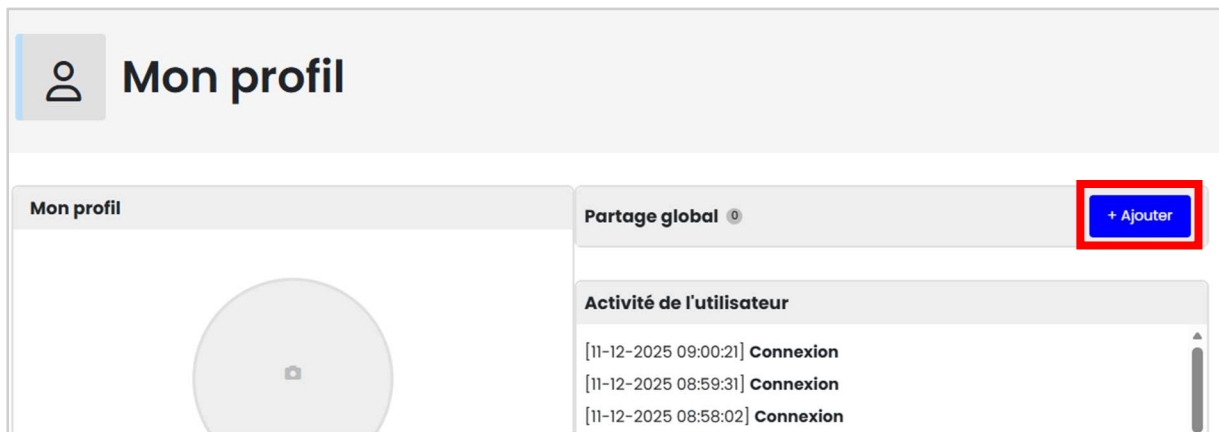 Mon profil
Mon profil
Partage global 0
+ Ajouter
Activité de l'utilisateur
[11-12-2025 09:00:21] Connexion
[11-12-2025 08:59:31] Connexion
[11-12-2025 08:58:02] Connexion